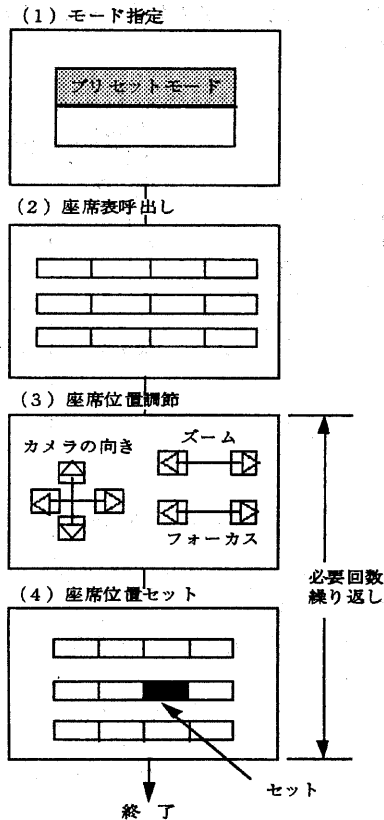 (1) モード指定
プリセットモード
(2) 座席表呼出し
(3) 座席位置調節
カメラの向き
ズーム
フォーカス
必要回数
繰り返し
(4) 座席位置セット
セット
終 了